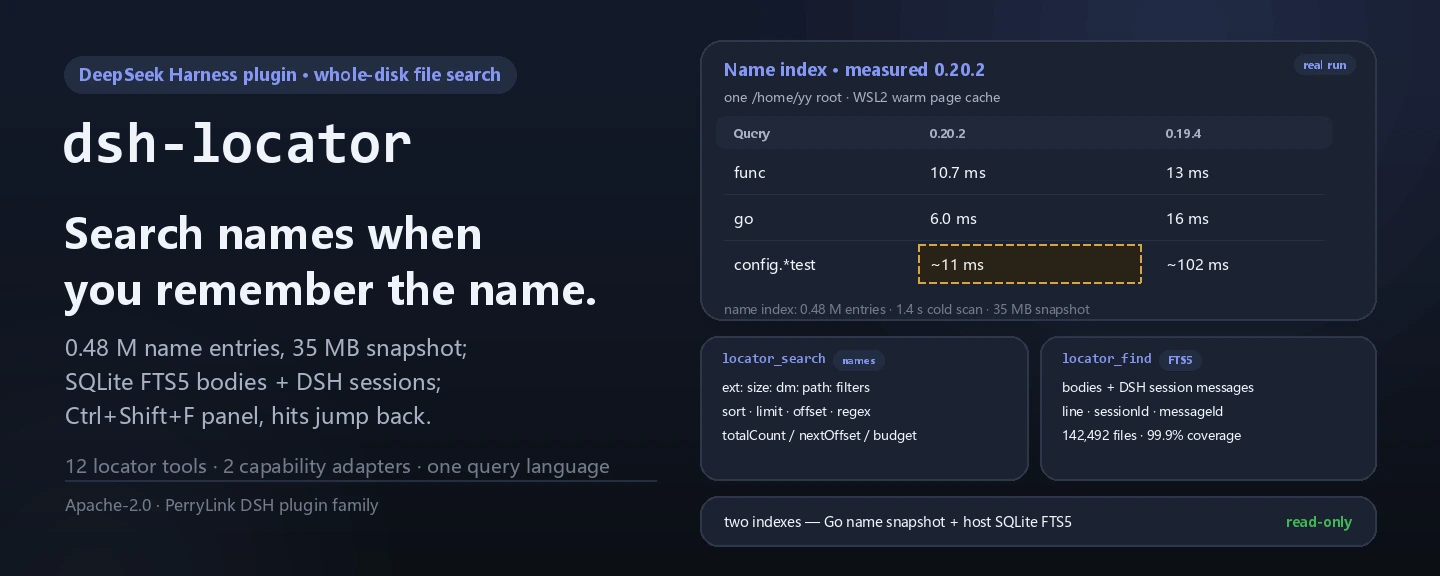 DeepSeek Harness plugin • whole-disk file search
dsh-locator
Search names when
you remember the name.
0.48 M name entries, 35 MB snapshot;
SQLite FTS5 bodies + DSH sessions;
Ctrl+Shift+F panel, hits jump back.
12 locator tools · 2 capability adapters · one query language
Apache-2.0 · PerryLink DSH plugin family
Name index • measured 0.20.2
real run
one /home/yy root · WSL2 warm page cache
Query 0.20.2 0.19.4
func 10.7 ms 13 ms
go 6.0 ms 16 ms
config.*test ~11 ms ~102 ms
name index: 0.48 M entries · 1.4 s cold scan · 35 MB snapshot
locator_search names
ext: size: dm: path: filters
sort · limit · offset · regex
totalCount / nextOffset / budget
locator_find FTS5
bodies + DSH session messages
line · sessionId · messageId
142,492 files · 99.9% coverage
two indexes — Go name snapshot + host SQLite FTS5
read-only